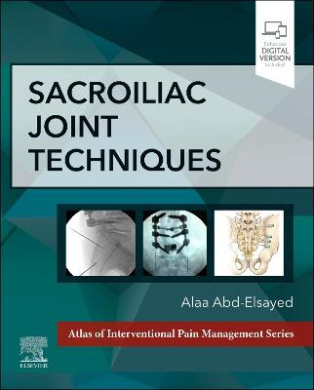 Enhanced
DIGITAL
VERSION
Included
SACROILIAC
JOINT
TECHNIQUES
Alaa Abd-Elsayed
Atlas of Interventional Pain Management Series
ELSEVIER